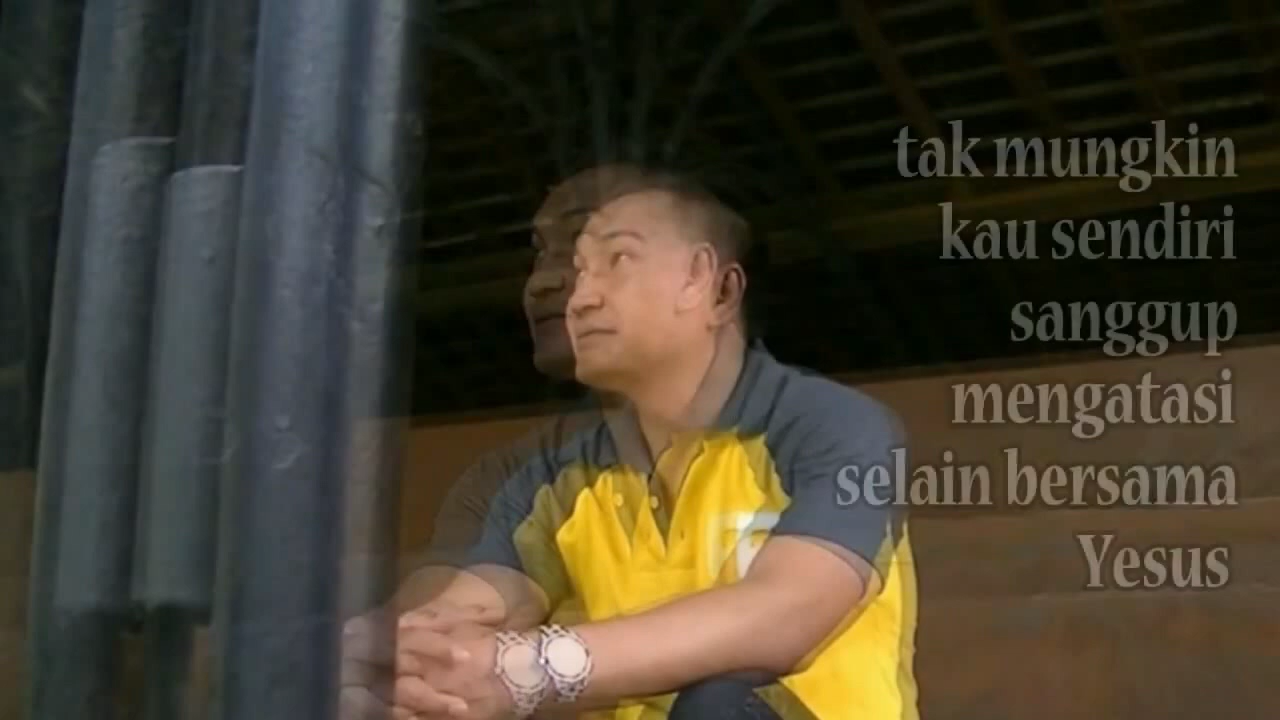 tak mungkin
kau sendiri
sanggup
mengatasi
selain bersama
Yesus